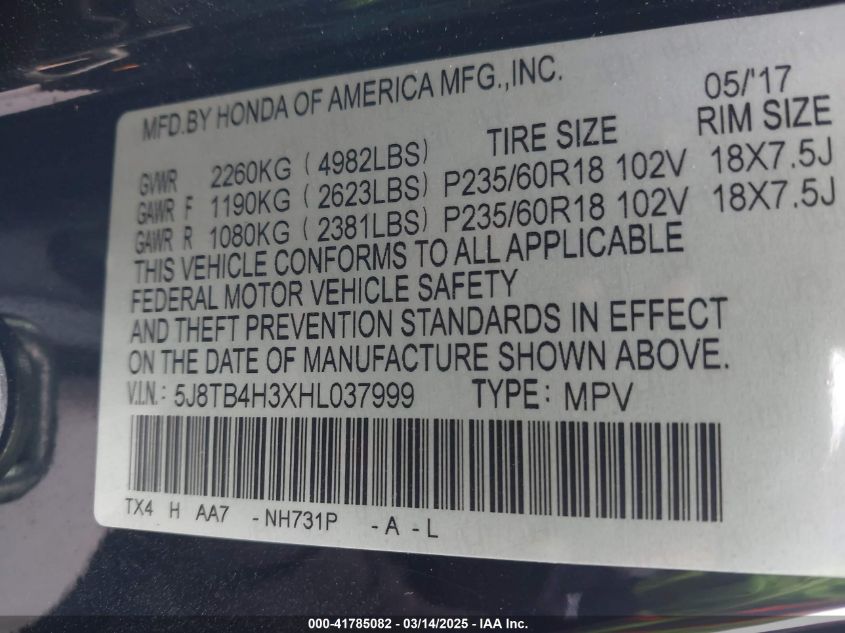 MFD.BY HONDA OF AMERICA MFG.,INC. 05/'17
TIRE SIZE RIM SIZE
GVWR 2260KG ( 4982LBS)
GAWR F 1190KG ( 2623LBS) P235/60R18 102V 18X7.5J
GAWR R 1080KG ( 2381LBS) P235/60R18 102V 18X7.5J
THIS VEHICLE CONFORMS TO ALL APPLICABLE
FEDERAL MOTOR VEHICLE SAFETY
AND THEFT PREVENTION STANDARDS IN EFFECT
ON THE DATE OF MANUFACTURE SHOWN ABOVE.
V.I.N.: 5J8TB4H3XHL037999 TYPE: MPV
TX4 H AA7 -NH731P -A -L
000-41785082 - 03/14/2025 - IAA Inc.